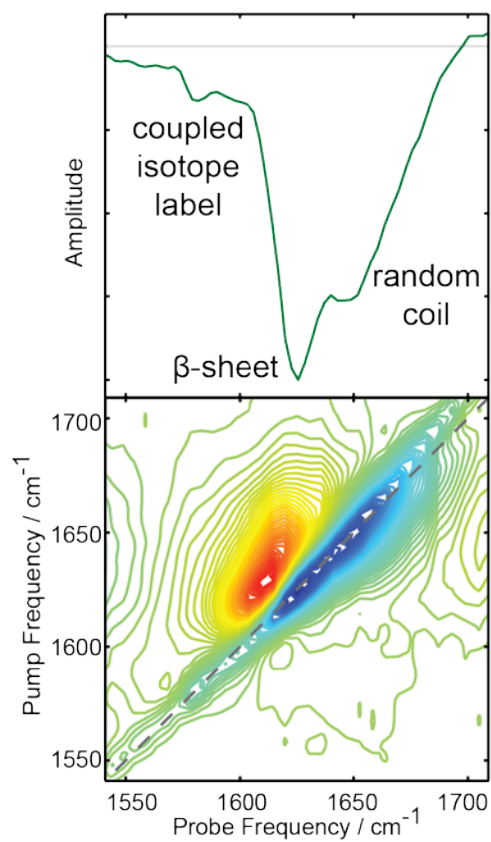 Amplitude
coupled
isotope
label
random
coil
β-sheet
Pump Frequency / cm⁻¹
1700
1650
1600
1550
1550 1600 1650 1700
Probe Frequency / cm⁻¹